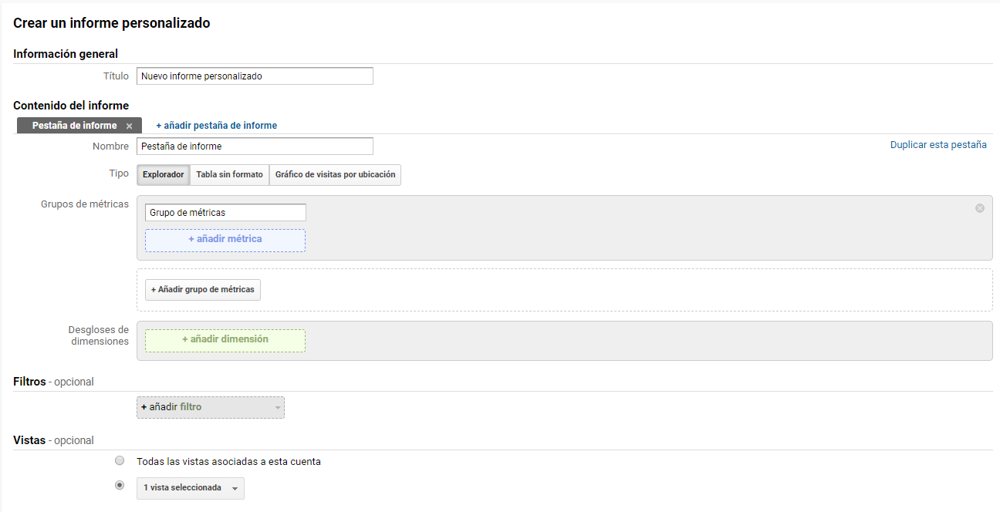 Crear un informe personalizado
Información general
Título Nuevo informe personalizado
Contenido del informe
Pestaña de informe × + añadir pestaña de informe
Nombre Pestaña de informe Duplicar esta pestaña
Tipo Explorador Tabla sin formato Gráfico de visitas por ubicación
Grupos de métricas Grupo de métricas
+ añadir métrica
+ Añadir grupo de métricas
Desgloses de
dimensiones
+ añadir dimensión
Filtros - opcional
+ añadir filtro
Vistas - opcional
Todas las vistas asociadas a esta cuenta
1 vista seleccionada